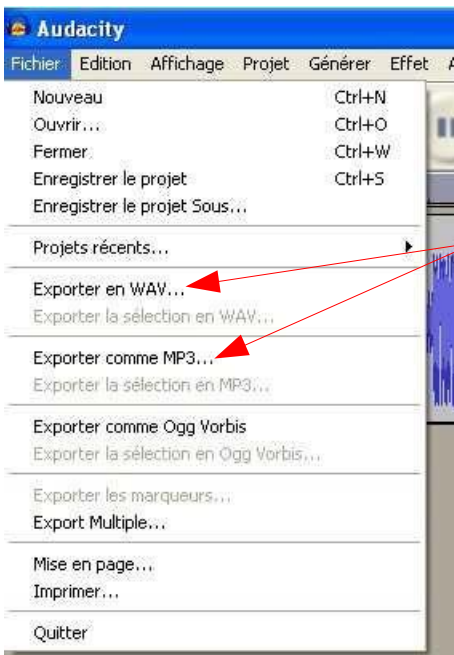 Audacity
Fichier Edition Affichage Projet Générer Effet
Nouveau Ctrl+N
Ouvrir... Ctrl+O
Fermer Ctrl+W
Enregistrer le projet Ctrl+S
Enregistrer le projet Sous...
Projets récents...
Exporter en WAV...
Exporter la sélection en WAV...
Exporter comme MP3...
Exporter la sélection en MP3...
Exporter comme Ogg Vorbis
Exporter la sélection en Ogg Vorbis...
Exporter les marqueurs...
Export Multiple...
Mise en page...
Imprimer...
Quitter